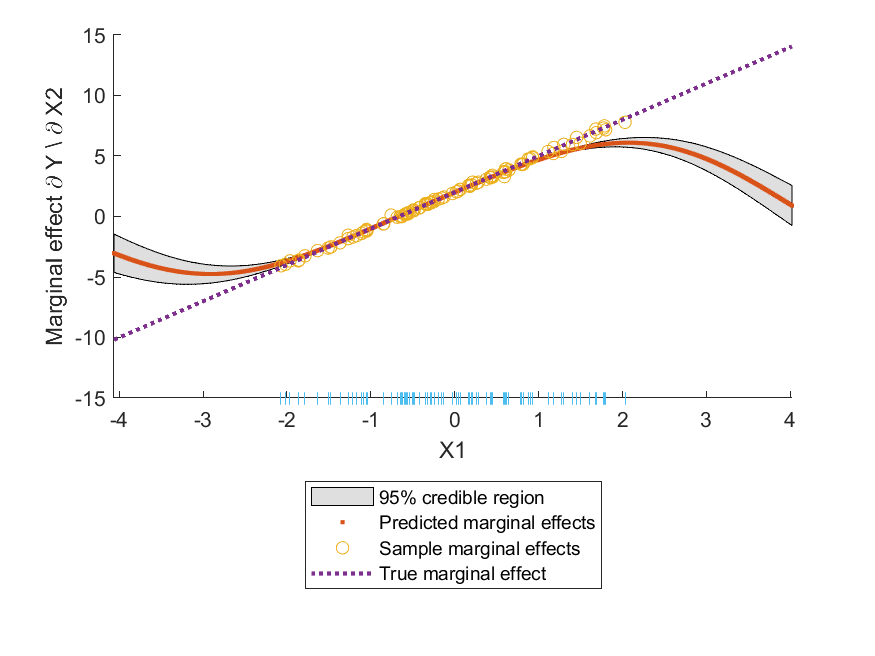 15
10
5
0
-5
-10
-15
Marginal effect ∂ Y \ ∂ X2
-4 -3 -2 -1 0 1 2 3 4
X1
95% credible region
Predicted marginal effects
Sample marginal effects
True marginal effect